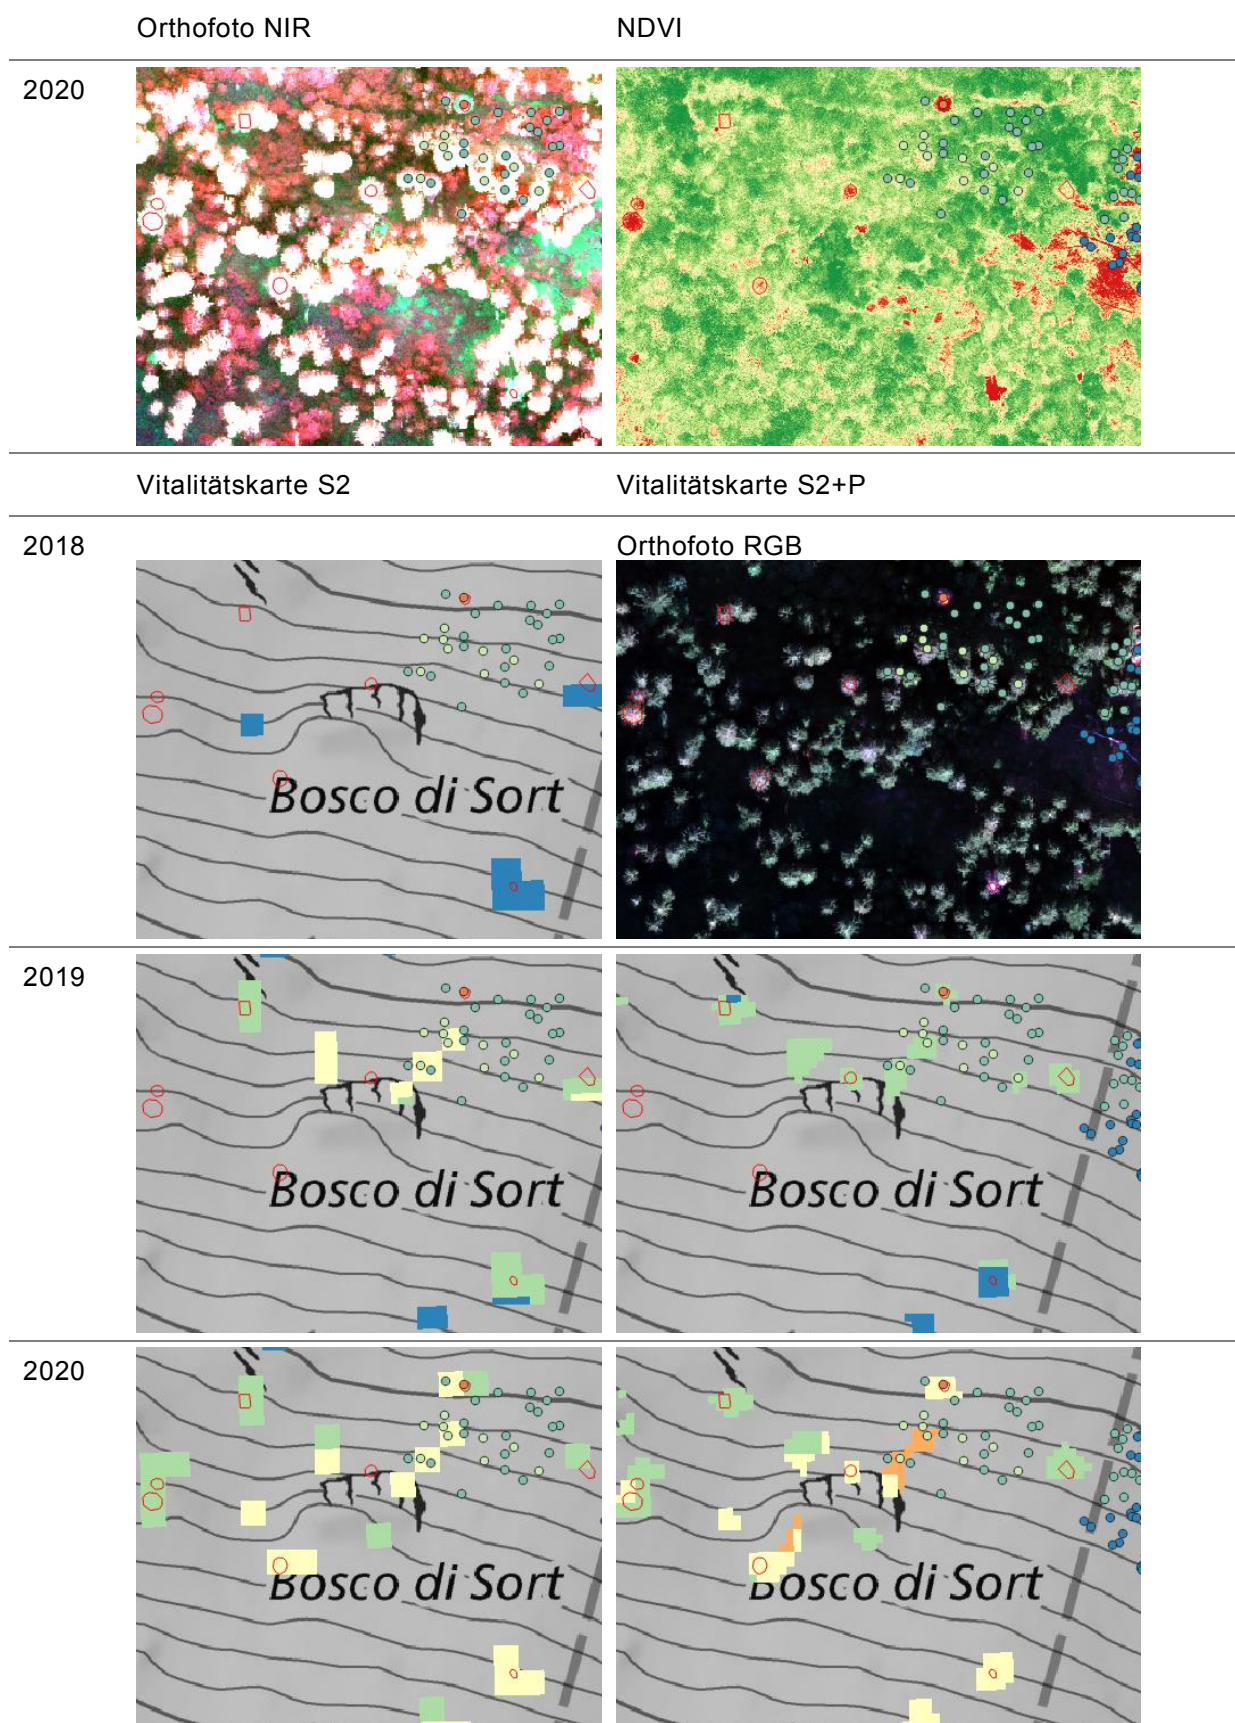 Orthofoto NIR NDVI
2020
Vitalitätskarte S2 Vitalitätskarte S2+P
2018 Orthofoto RGB
Bosco di Sort
2019
Bosco di Sort Bosco di Sort
2020
Bosco di Sort Bosco di Sort